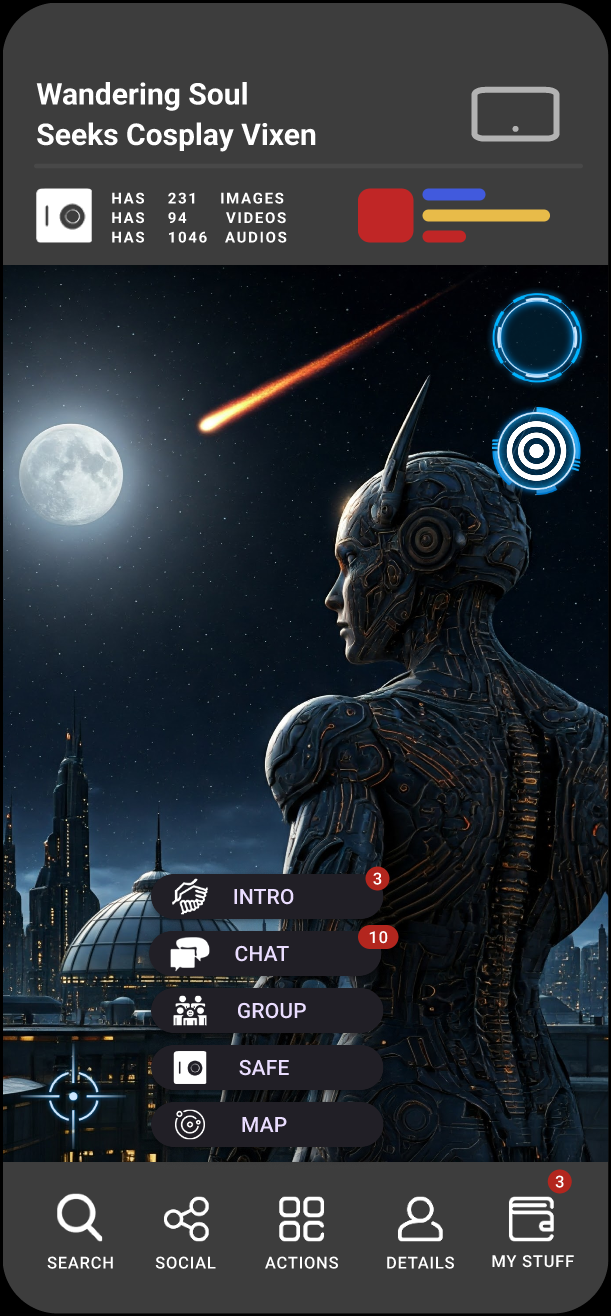 Wandering Soul
Seeks Cosplay Vixen
HAS 231 IMAGES
HAS 94 VIDEOS
HAS 1046 AUDIOS
3
INTRO
10
CHAT
GROUP
SAFE
MAP
3
SEARCH SOCIAL ACTIONS DETAILS MY STUFF